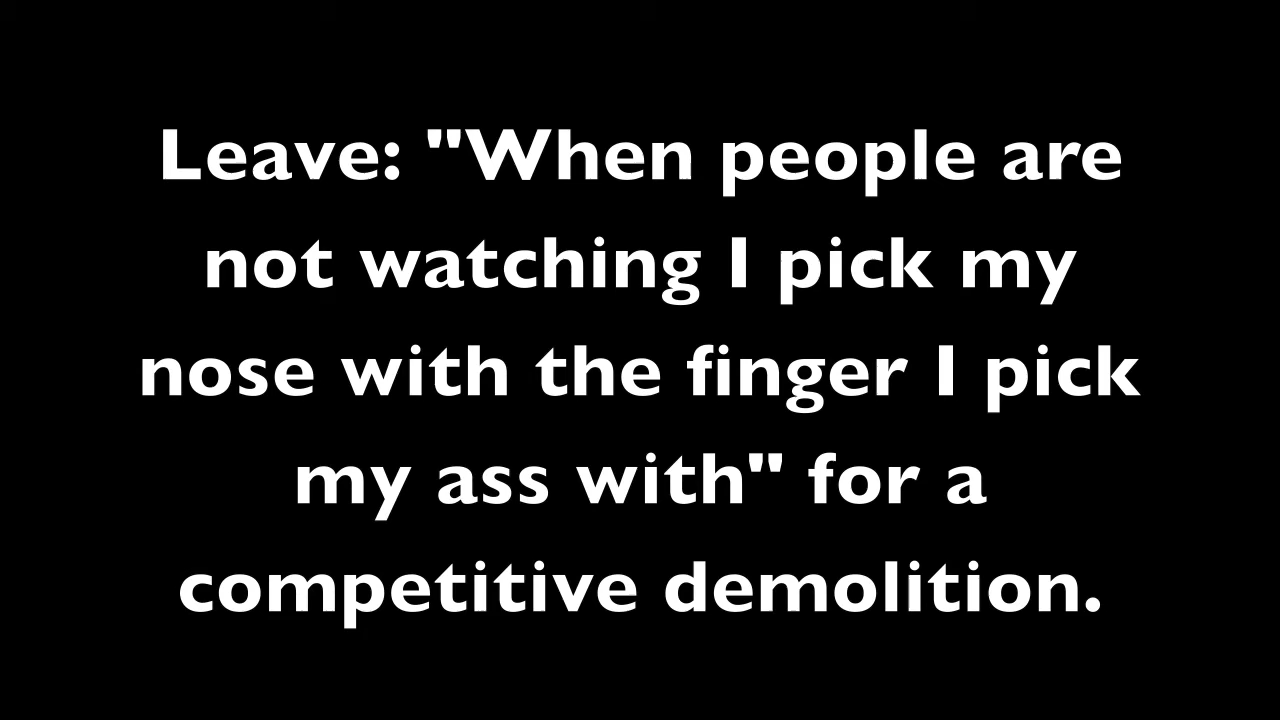 Leave: "When people are
not watching I pick my
nose with the finger I pick
my ass with" for a
competitive demolition.